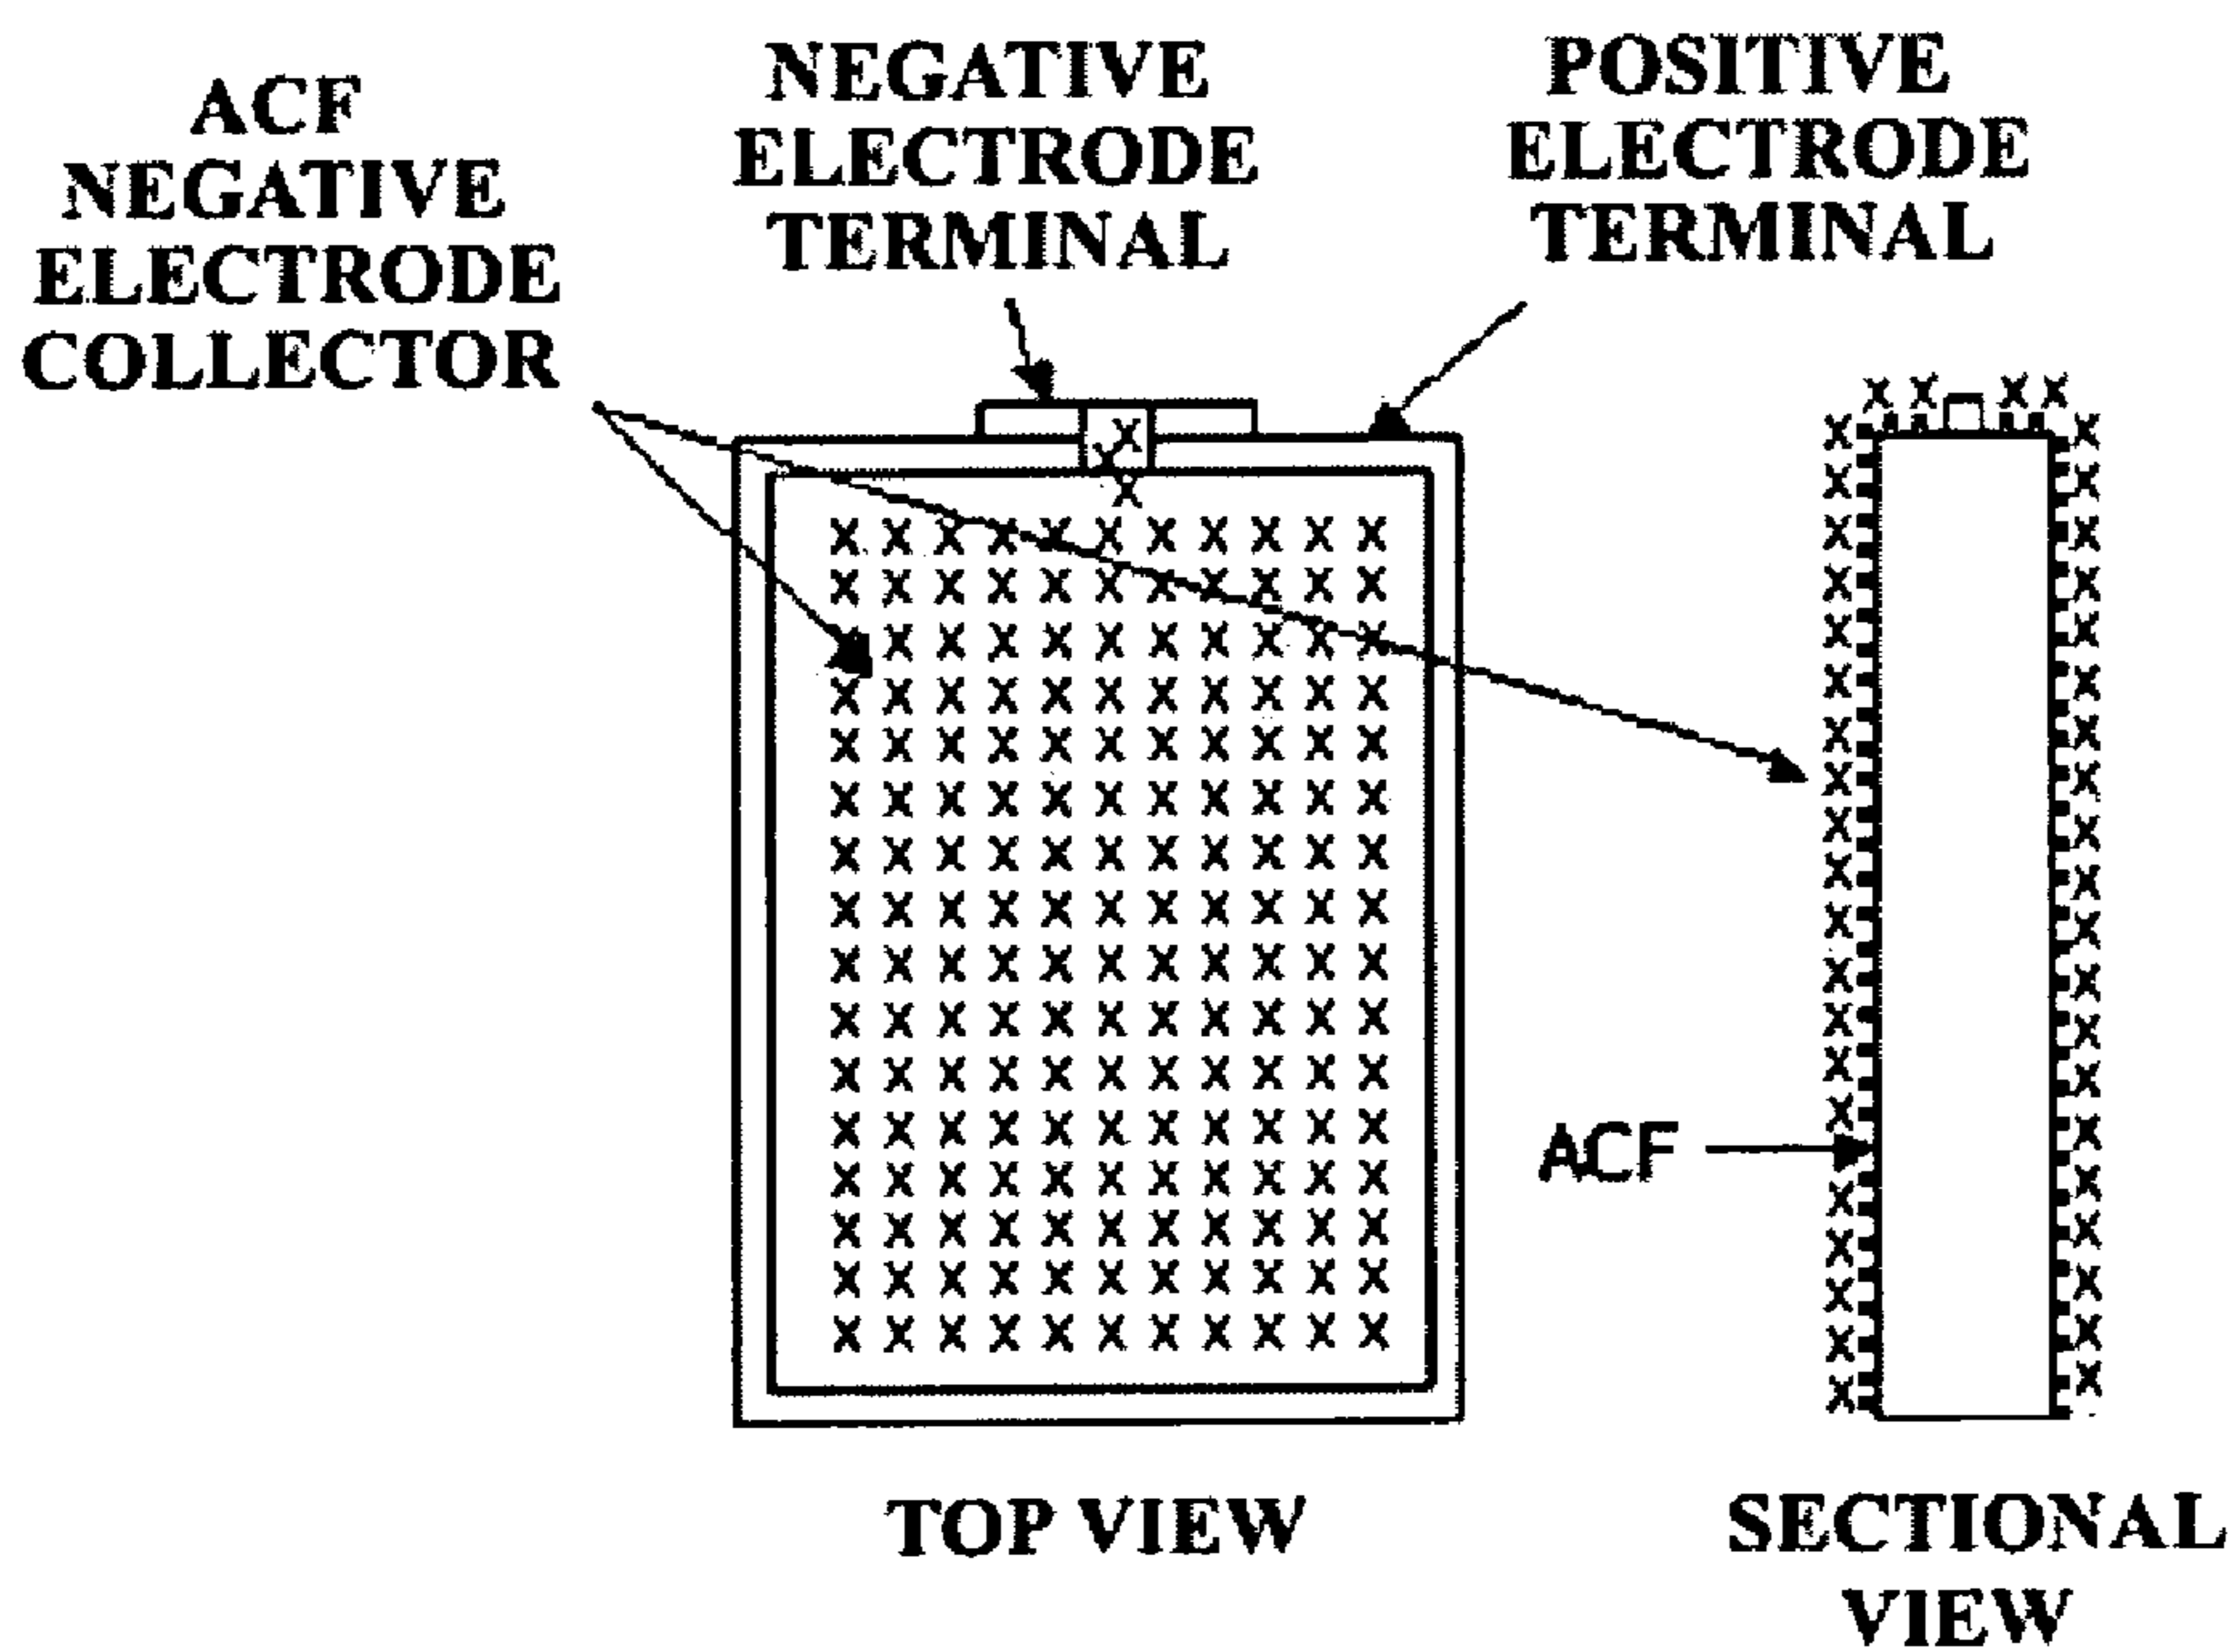 ACF
NEGATIVE
ELECTRODE
COLLECTOR
NEGATIVE
ELECTRODE
TERMINAL
POSITIVE
ELECTRODE
TERMINAL
ACF
TOP VIEW
SECTIONAL
VIEW